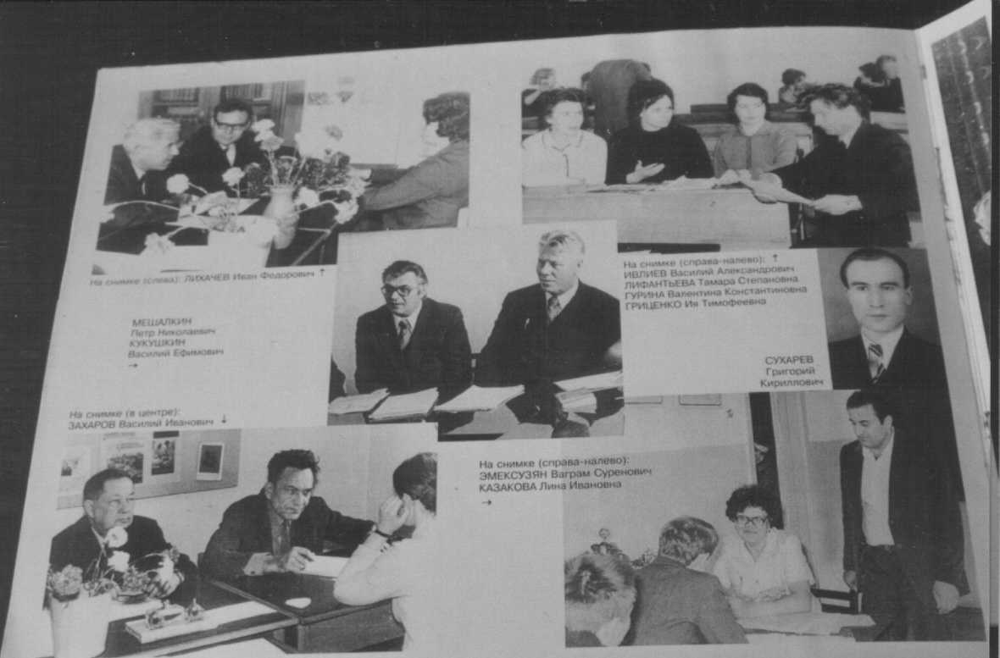 На снимке (слева): ЛИХАЧЕВ Иван Федорович ↑
На снимке (справа-налево): ↑
ИВЛИЕВ Василий Александрович
ЛИФАНТЬЕВА Тамара Степановна
ГУРИНА Валентина Константиновна
ГРИЦЕНКО Ия Тимофеевна
МЕШАЛКИН
Петр Николаевич
КУКУШКИН
Василий Ефимович
→
СУХАРЕВ
Григорий
Кириллович
На снимке (в центре):
ЗАХАРОВ Василий Иванович ↓
На снимке (справа-налево):
ЭМЕКСУЗЯН Ваграм Суренович
КАЗАКОВА Лина Ивановна
→